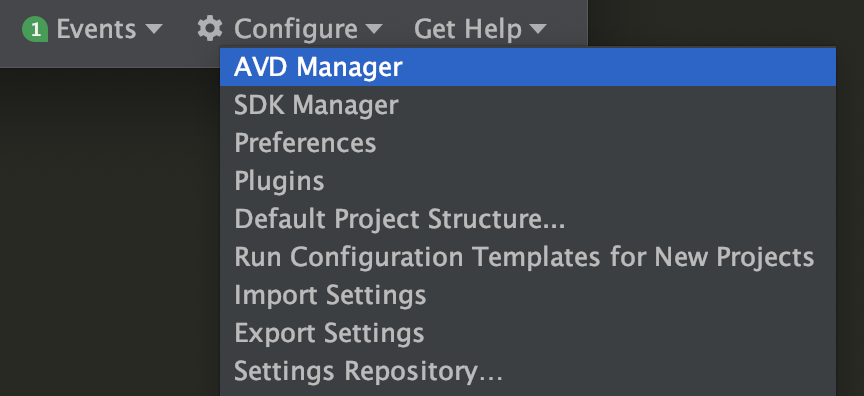 1 Events Configure Get Help
AVD Manager
SDK Manager
Preferences
Plugins
Default Project Structure...
Run Configuration Templates for New Projects
Import Settings
Export Settings
Settings Repository...